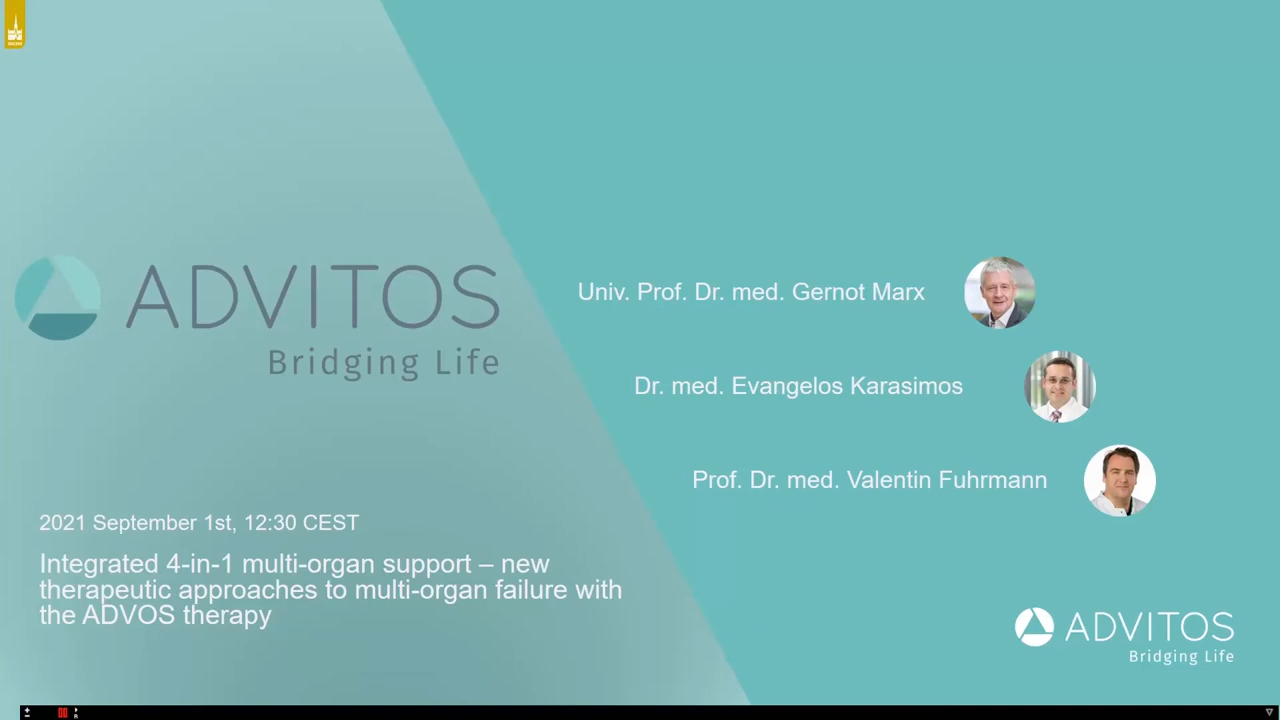 ADVITOS
Bridging Life
Univ. Prof. Dr. med. Gernot Marx
Dr. med. Evangelos Karasimos
Prof. Dr. med. Valentin Fuhrmann
2021 September 1st, 12:30 CEST
Integrated 4-in-1 multi-organ support – new
therapeutic approaches to multi-organ failure with
the ADVOS therapy
ADVITOS
Bridging Life